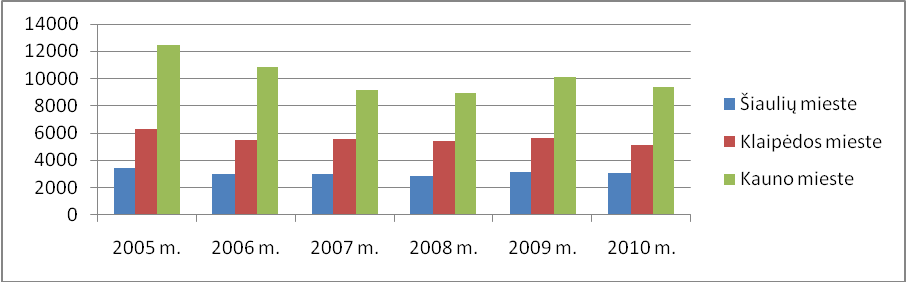 14000
12000
10000
8000
6000
4000
2000
0
2005 m. 2006 m. 2007 m. 2008 m. 2009 m. 2010 m.
Šiaulių mieste
Klaipėdos mieste
Kauno mieste